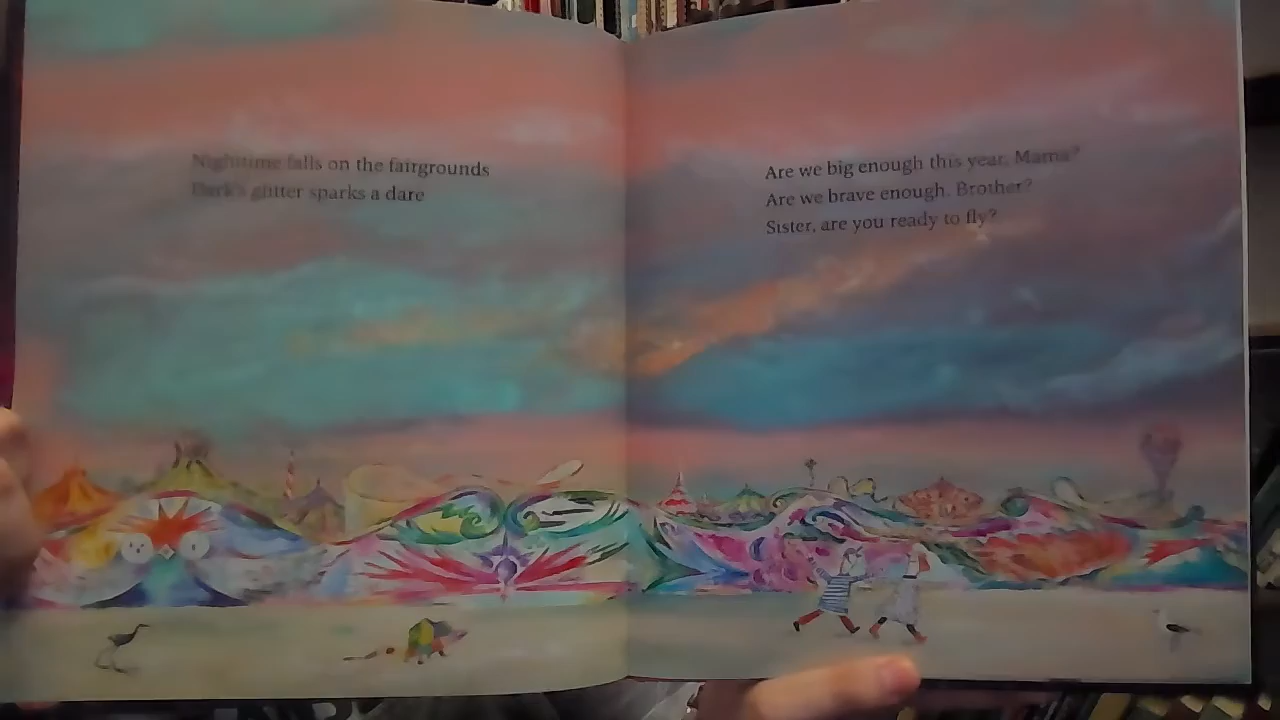 Nighttime falls on the fairgrounds
Dark's glitter sparks a dare
Are we big enough this year, Mama?
Are we brave enough, Brother?
Sister, are you ready to fly?